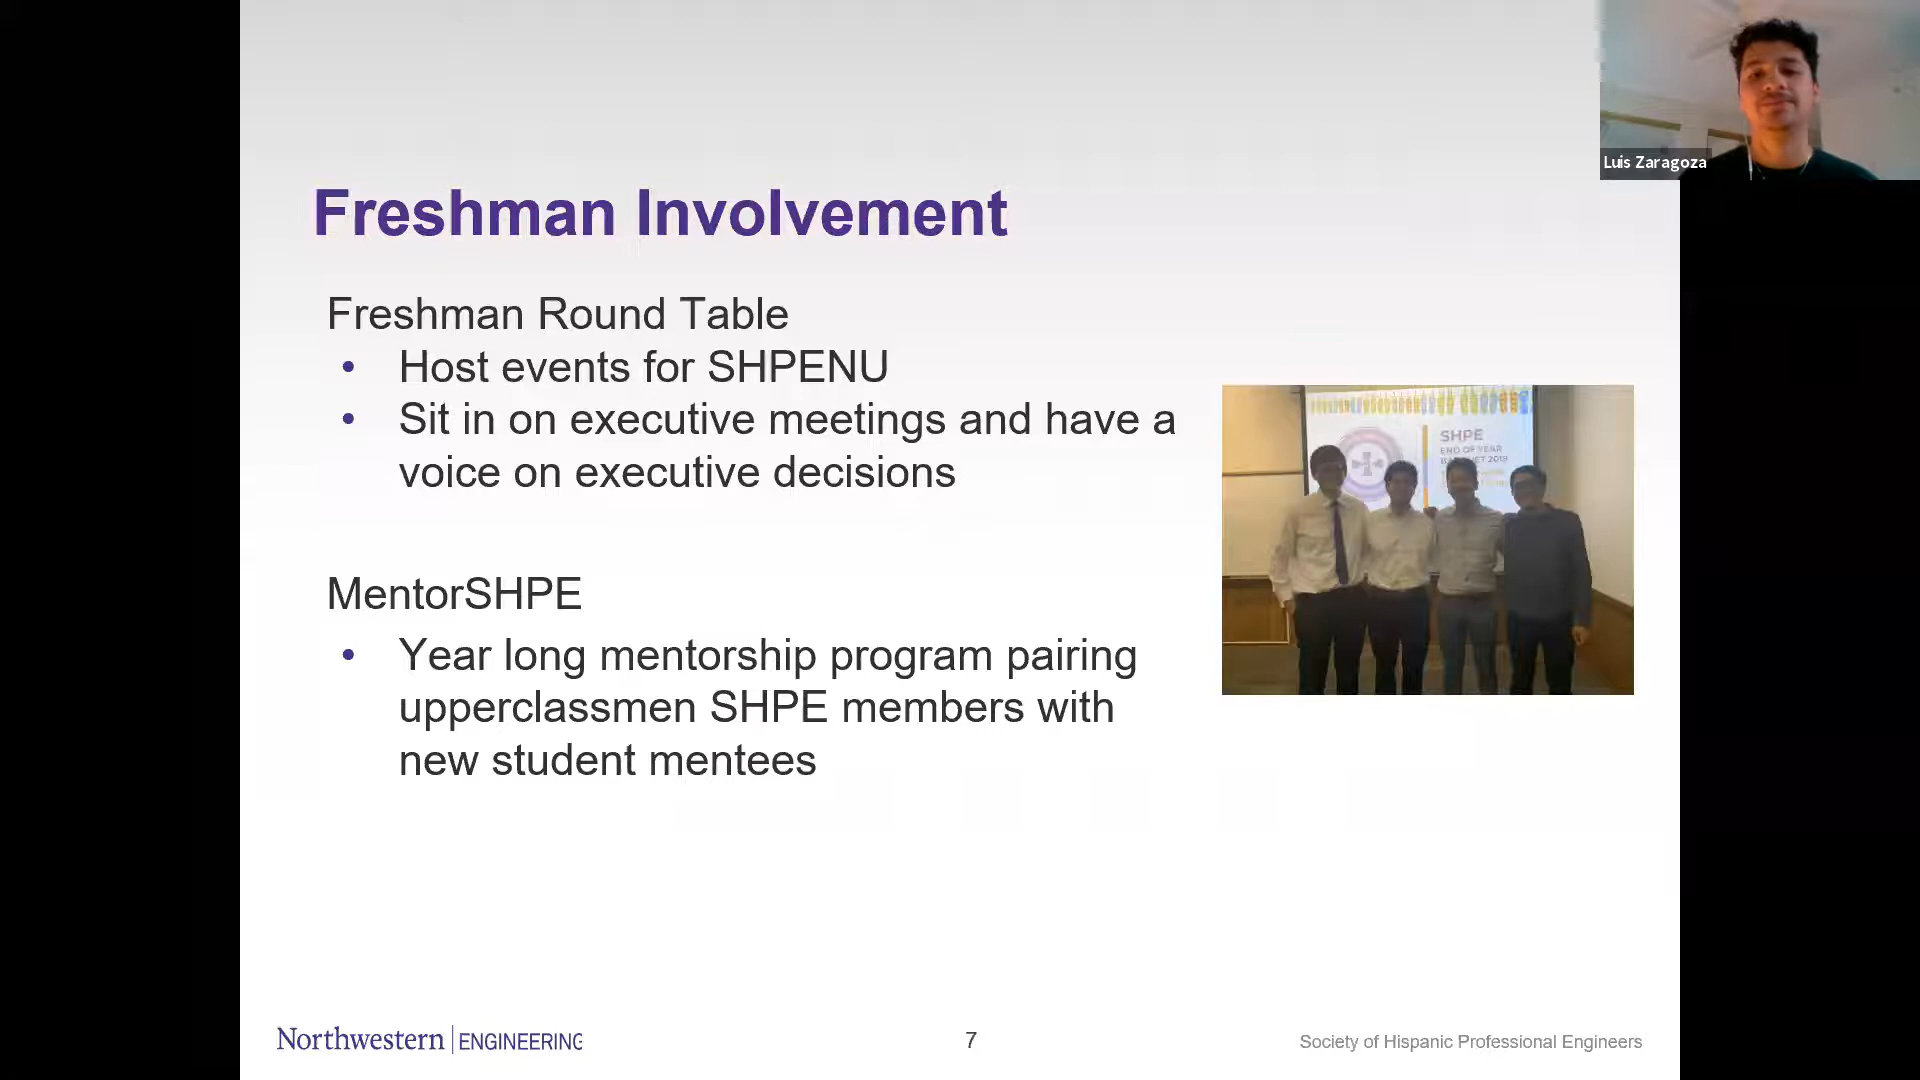 Luis Zaragoza
Freshman Involvement
Freshman Round Table
• Host events for SHPENU
• Sit in on executive meetings and have a
voice on executive decisions
SHPE
END OF YEAR
BANQUET 2019
MentorSHPE
• Year long mentorship program pairing
upperclassmen SHPE members with
new student mentees
Northwestern | ENGINEERING
7
Society of Hispanic Professional Engineers